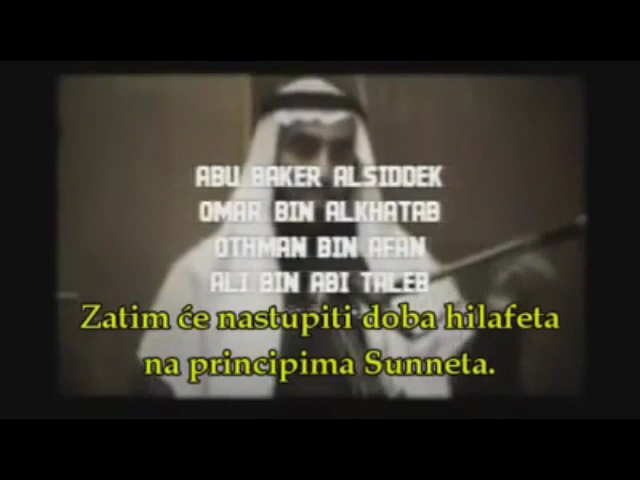 ABU BAKER ALSIDDEK
OMAR BIN ALKHATAB
OTHMAN BIN AFAN
ALI BIN ABI TALEB
Zatim će nastupiti doba hilafeta
na principima Sunneta.